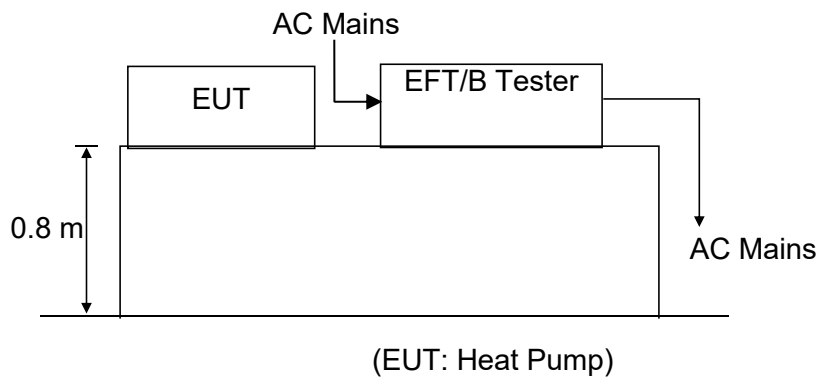 AC Mains
EUT
EFT/B Tester
0.8 m
AC Mains
(EUT: Heat Pump)